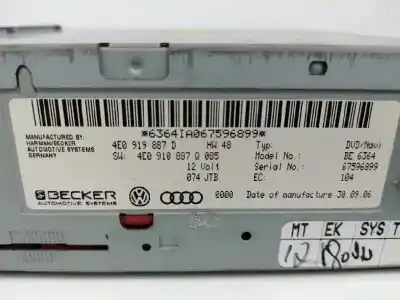 *6364IA067596899*
MANUFACTURED BY:
HARMAN/BECKER
AUTOMOTIVE SYSTEMS
GERMANY
4E0 919 887 D HW 48 Typ: DVD/Navi
SW: 4E0 910 887 Q 085 Model No.: BE 6364
12 Volt Serial No.: 67596899
074 JTB EC: 104
BECKER
AUTOMOTIVE SYSTEMS
0000 Date of manufacture 30.09.06
MT EK SYS T